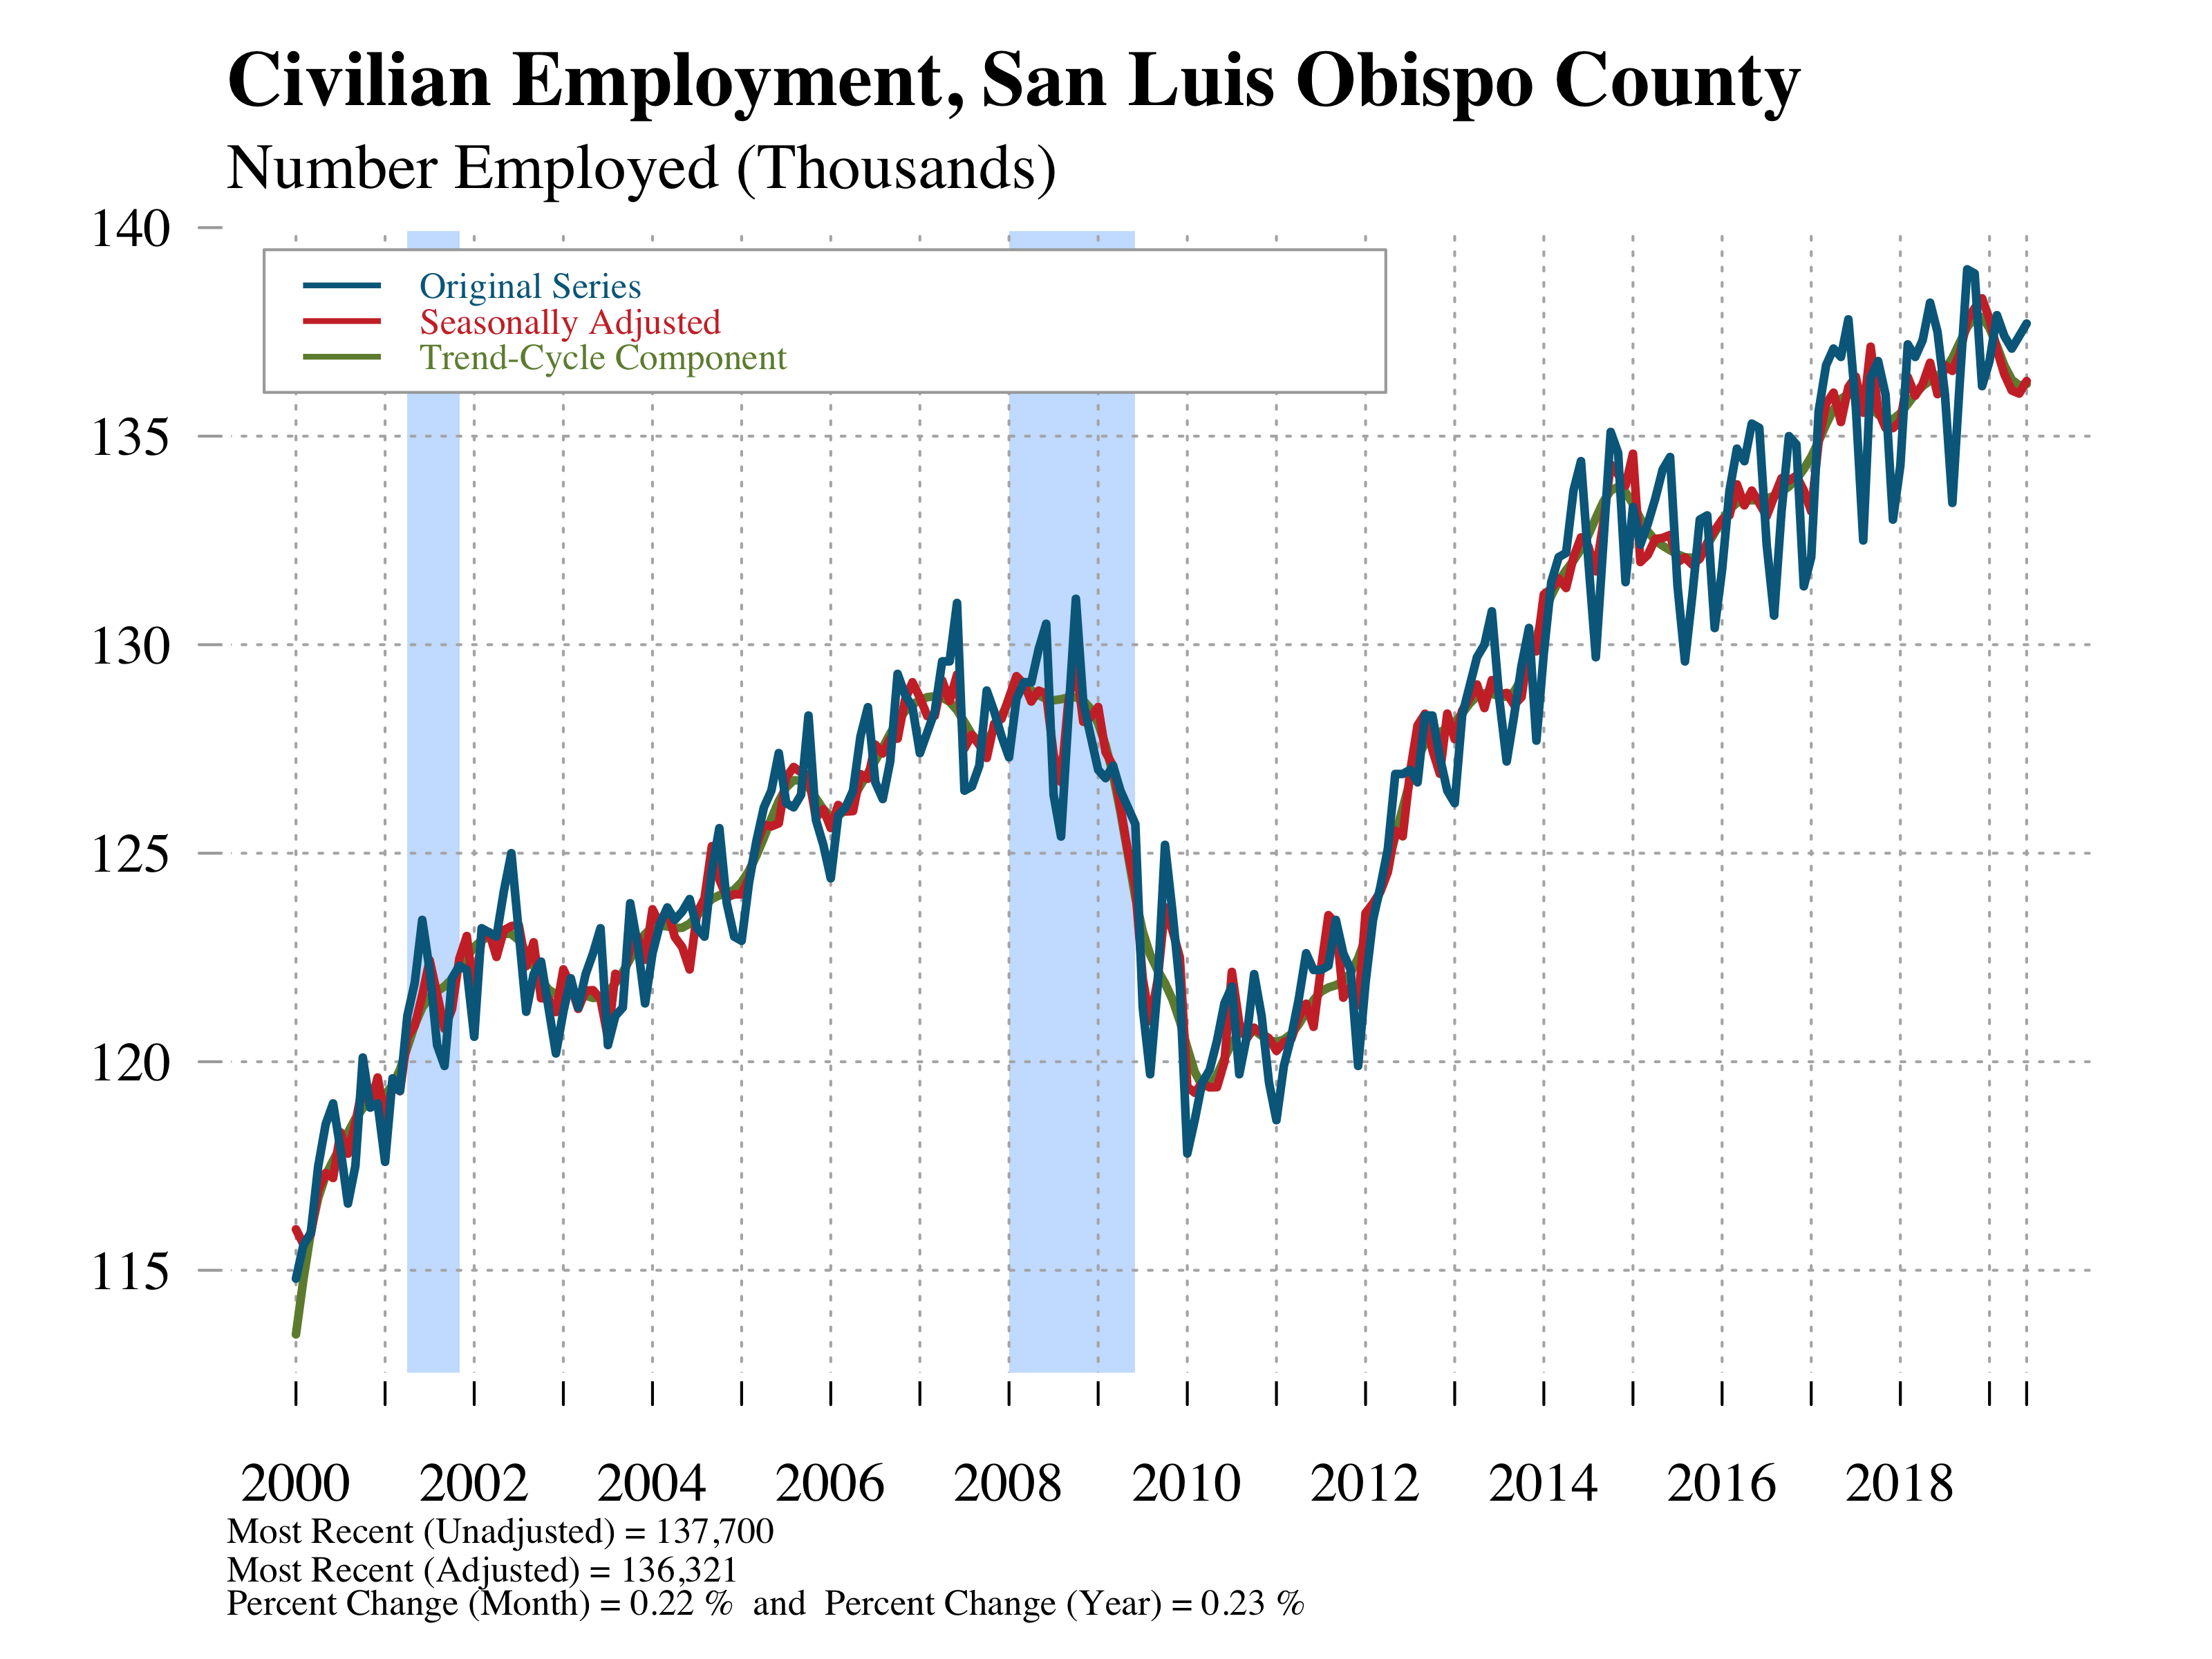 Civilian Employment, San Luis Obispo County
Number Employed (Thousands)
140
135
130
125
120
115
Original Series
Seasonally Adjusted
Trend-Cycle Component
2000 2002 2004 2006 2008 2010 2012 2014 2016 2018
Most Recent (Unadjusted) = 137,700
Most Recent (Adjusted) = 136,321
Percent Change (Month) = 0.22 % and Percent Change (Year) = 0.23 %